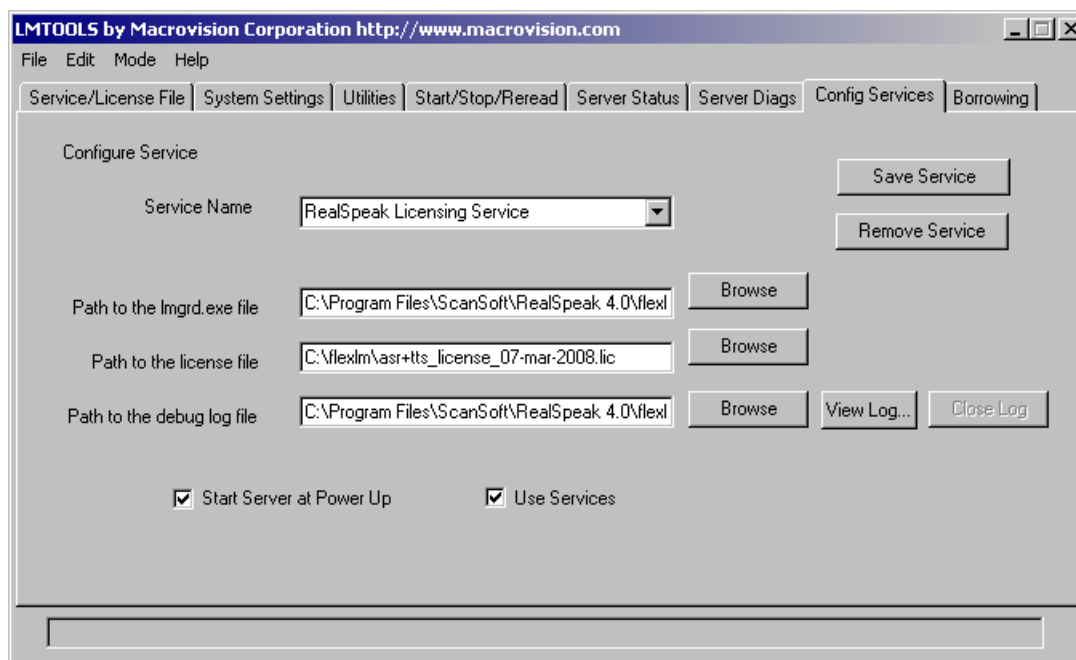 LMTOOLS by Macrovision Corporation http://www.macrovision.com
File Edit Mode Help
Service/License File System Settings Utilities Start/Stop/Reread Server Status Server Diags Config Services Borrowing
Configure Service
Save Service
Service Name RealSpeak Licensing Service
Remove Service
Path to the lmgrd.exe file C:\Program Files\ScanSoft\RealSpeak 4.0\flexl Browse
Path to the license file C:\flexlm\asr+tts_license_07-mar-2008.lic Browse
Path to the debug log file C:\Program Files\ScanSoft\RealSpeak 4.0\flexl Browse View Log... Close Log
Start Server at Power Up Use Services